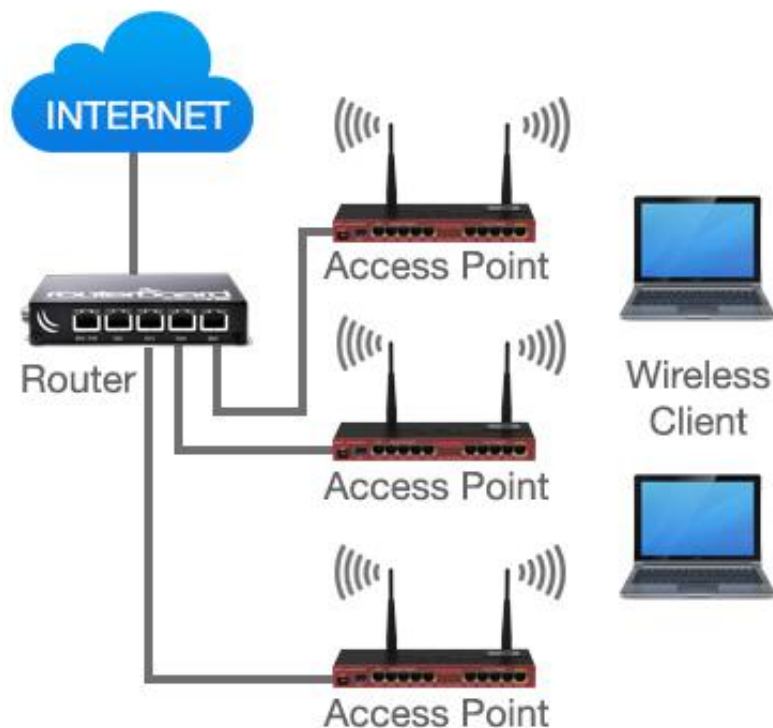 INTERNET
Access Point
Router
Access Point
Wireless
Client
Access Point